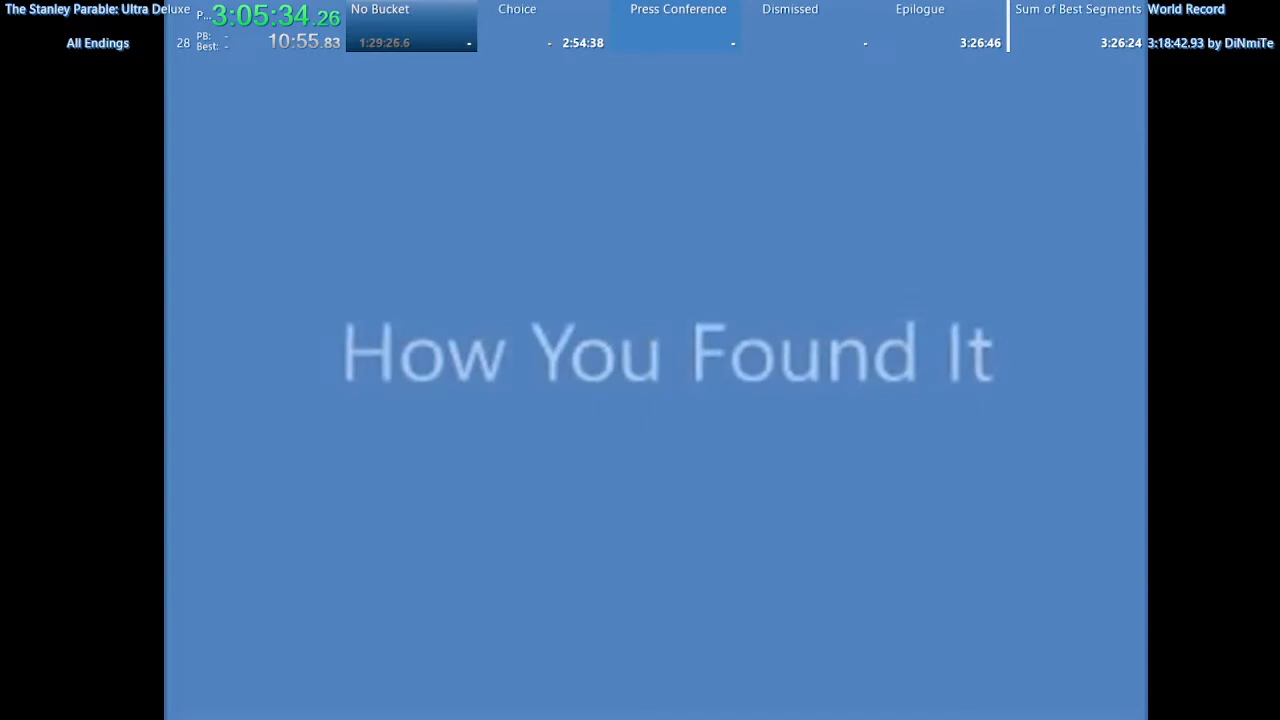 The Stanley Parable: Ultra Deluxe
All Endings
28
P...
3:05:34.26
PB: -
Best: -
10:55.83
No Bucket
1:29:26.6 -
Choice
- 2:54:38
Press Conference
-
Dismissed
-
Epilogue
3:26:46
Sum of Best Segments
3:26:24
World Record
3:18:42.93 by DiNmiTe
How You Found It